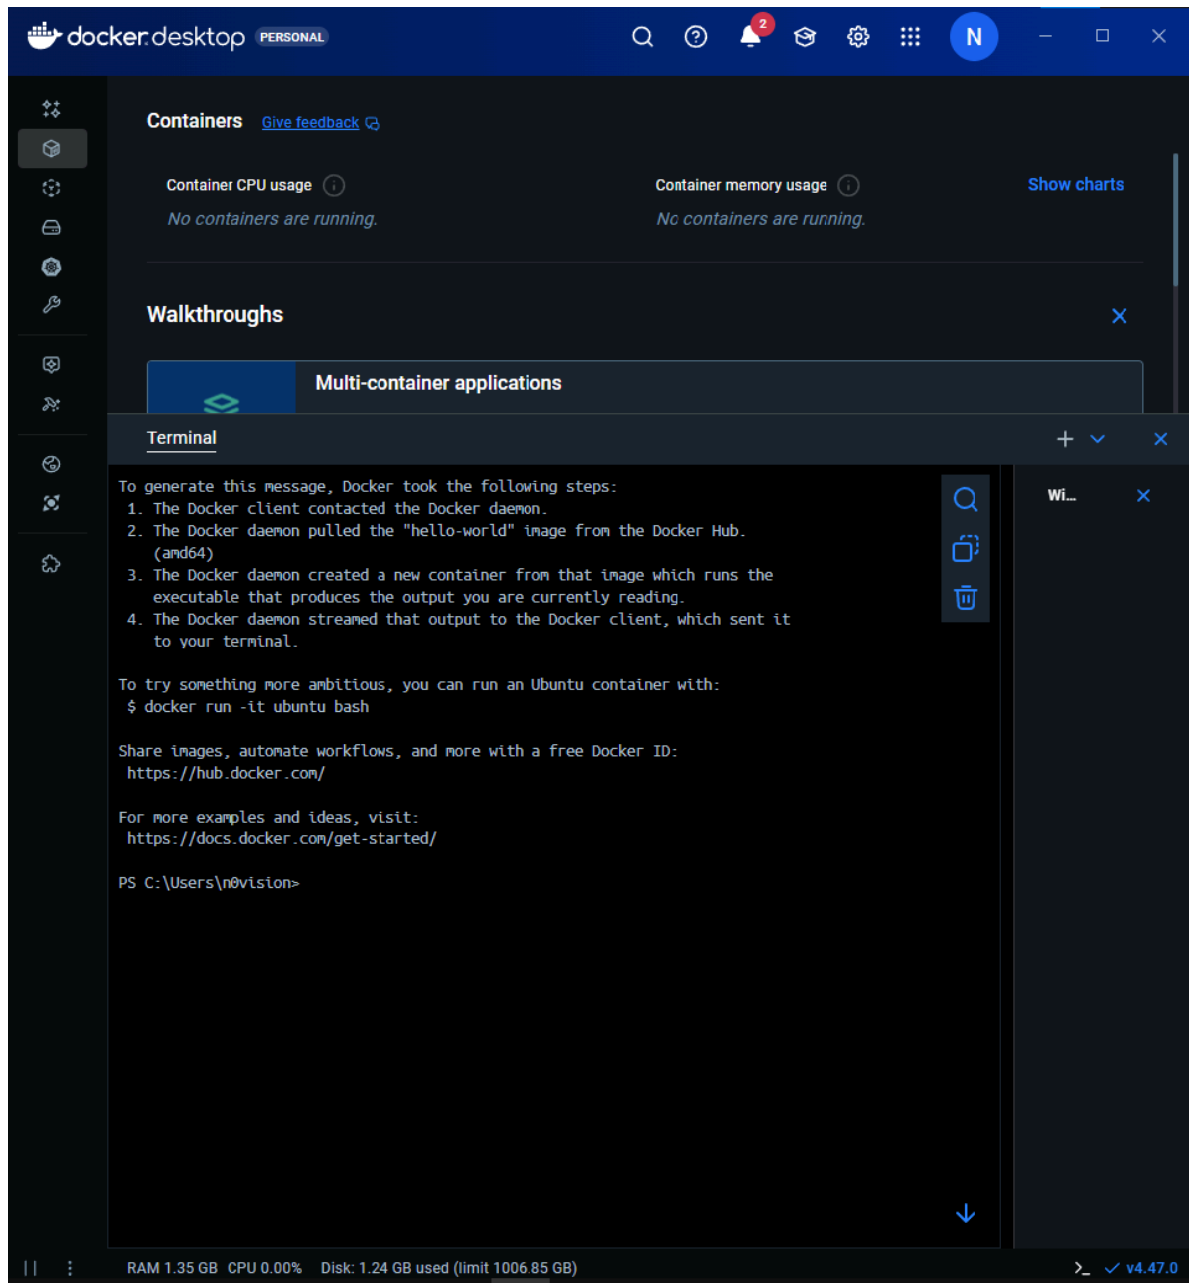 docker.desktop PERSONAL
2
N
Containers Give feedback
Container CPU usage
Container memory usage
Show charts
No containers are running.
No containers are running.
Walkthroughs
Multi-container applications
Terminal
Wi...
To generate this message, Docker took the following steps:
1. The Docker client contacted the Docker daemon.
2. The Docker daemon pulled the "hello-world" image from the Docker Hub.
(amd64)
3. The Docker daemon created a new container from that image which runs the
executable that produces the output you are currently reading.
4. The Docker daemon streamed that output to the Docker client, which sent it
to your terminal.
To try something more ambitious, you can run an Ubuntu container with:
$ docker run -it ubuntu bash
Share images, automate workflows, and more with a free Docker ID:
https://hub.docker.com/
For more examples and ideas, visit:
https://docs.docker.com/get-started/
PS C:\Users\n0vision>
RAM 1.35 GB CPU 0.00% Disk: 1.24 GB used (limit 1006.85 GB)
v4.47.0